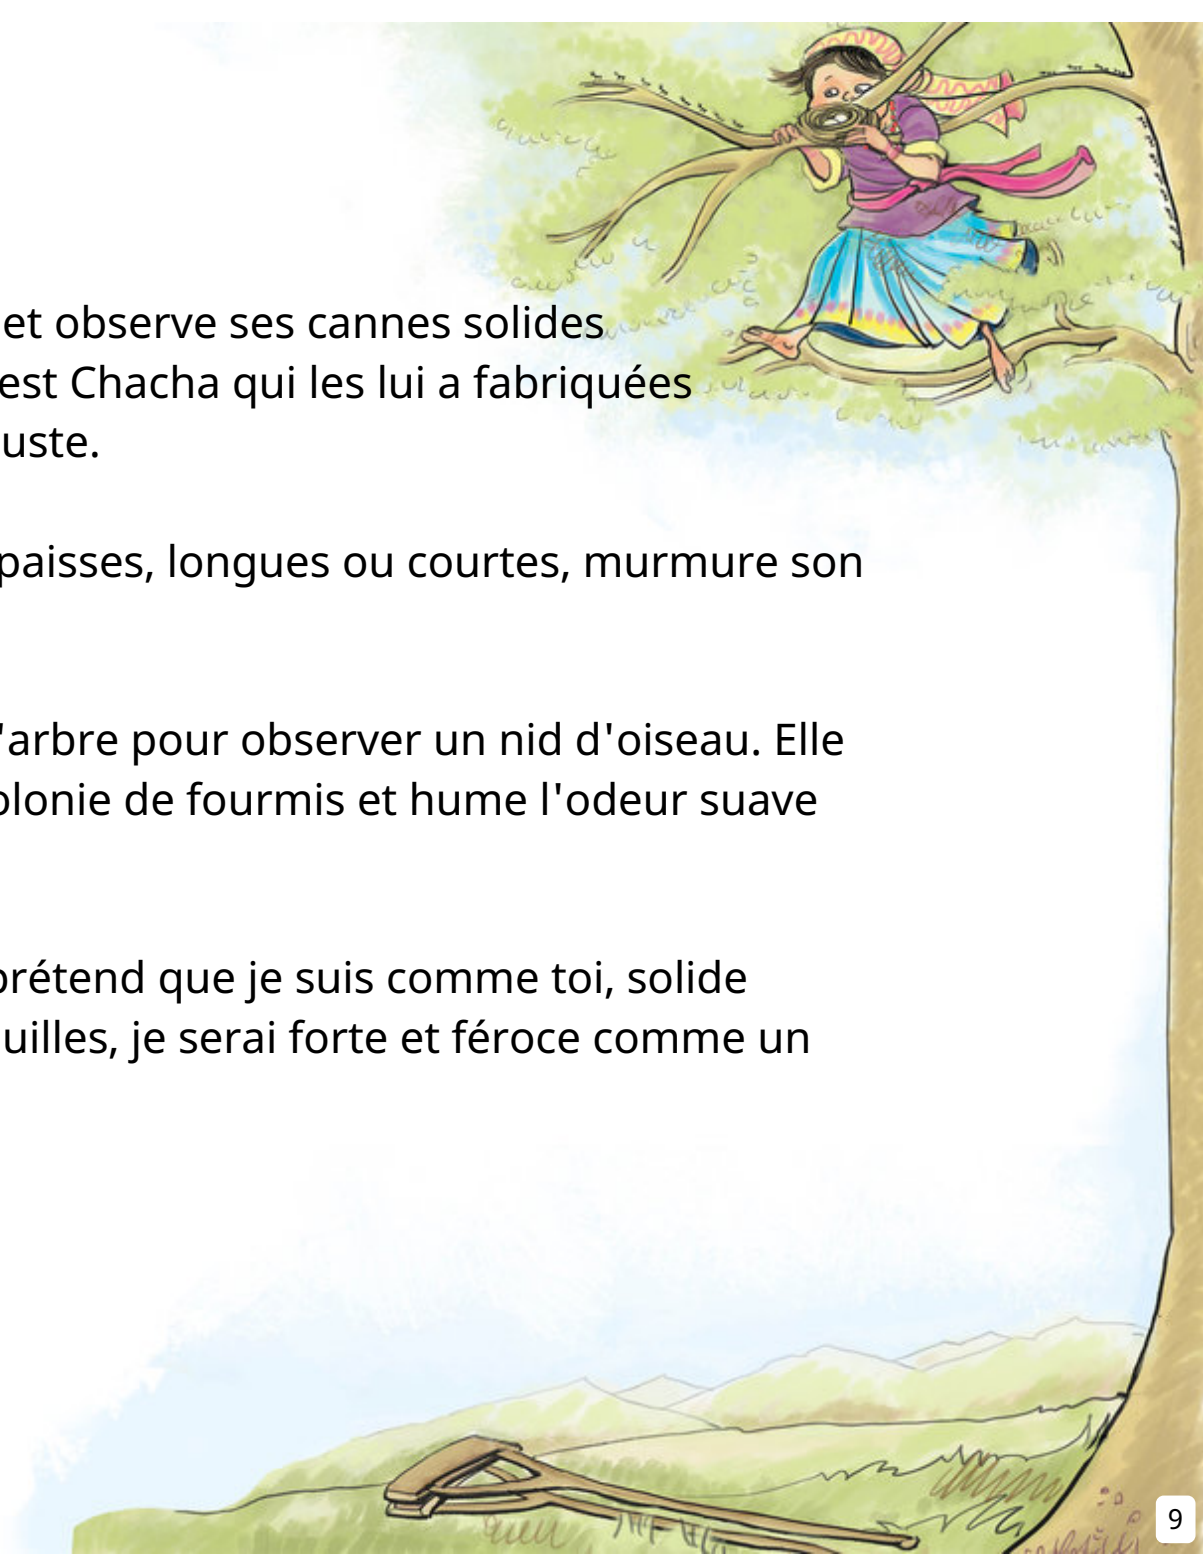 et observe ses cannes solides
est Chacha qui les lui a fabriquées
uste.
paisses, longues ou courtes, murmure son
'arbre pour observer un nid d'oiseau. Elle
olonie de fourmis et hume l'odeur suave
prétend que je suis comme toi, solide
uilles, je serai forte et féroce comme un
9